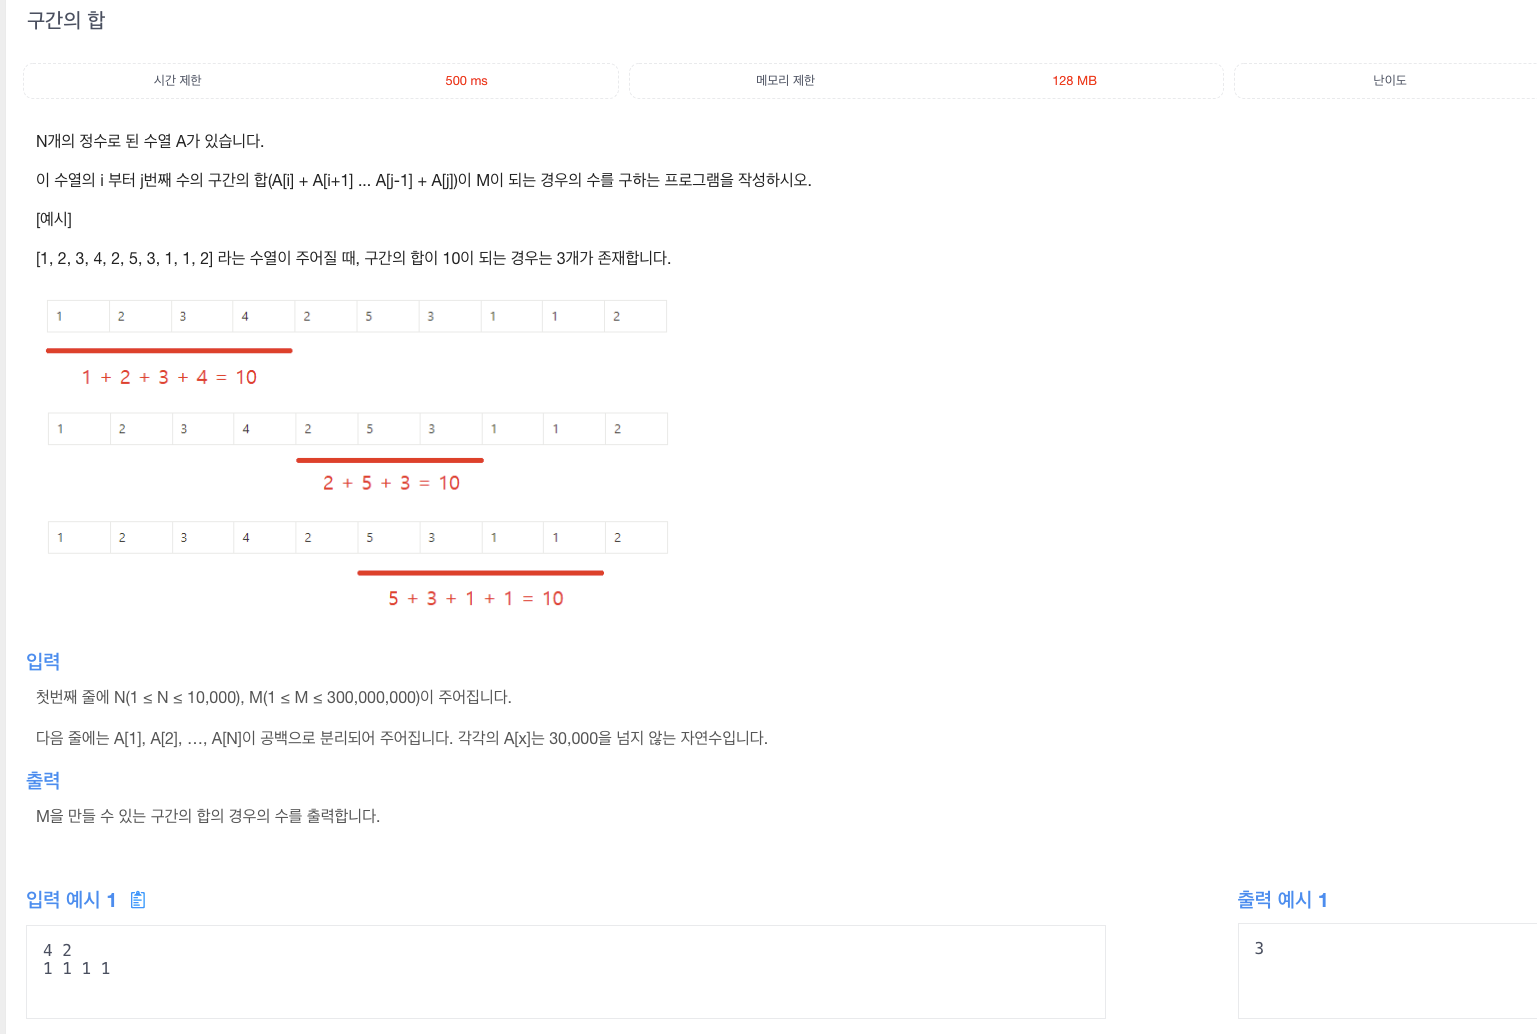 구간의 합
시간 제한 500 ms 메모리 제한 128 MB 난이도
N개의 정수로 된 수열 A가 있습니다.
이 수열의 i 부터 j번째 수의 구간의 합(A[i] + A[i+1] ... A[j-1] + A[j])이 M이 되는 경우의 수를 구하는 프로그램을 작성하시오.
[예시]
[1, 2, 3, 4, 2, 5, 3, 1, 1, 2] 라는 수열이 주어질 때, 구간의 합이 10이 되는 경우는 3개가 존재합니다.
1 2 3 4 2 5 3 1 1 2
1 + 2 + 3 + 4 = 10
1 2 3 4 2 5 3 1 1 2
2 + 5 + 3 = 10
1 2 3 4 2 5 3 1 1 2
5 + 3 + 1 + 1 = 10
입력
첫번째 줄에 N(1 ≤ N ≤ 10,000), M(1 ≤ M ≤ 300,000,000)이 주어집니다.
다음 줄에는 A[1], A[2], …, A[N]이 공백으로 분리되어 주어집니다. 각각의 A[x]는 30,000을 넘지 않는 자연수입니다.
출력
M을 만들 수 있는 구간의 합의 경우의 수를 출력합니다.
입력 예시 1
4 2
1 1 1 1
출력 예시 1
3